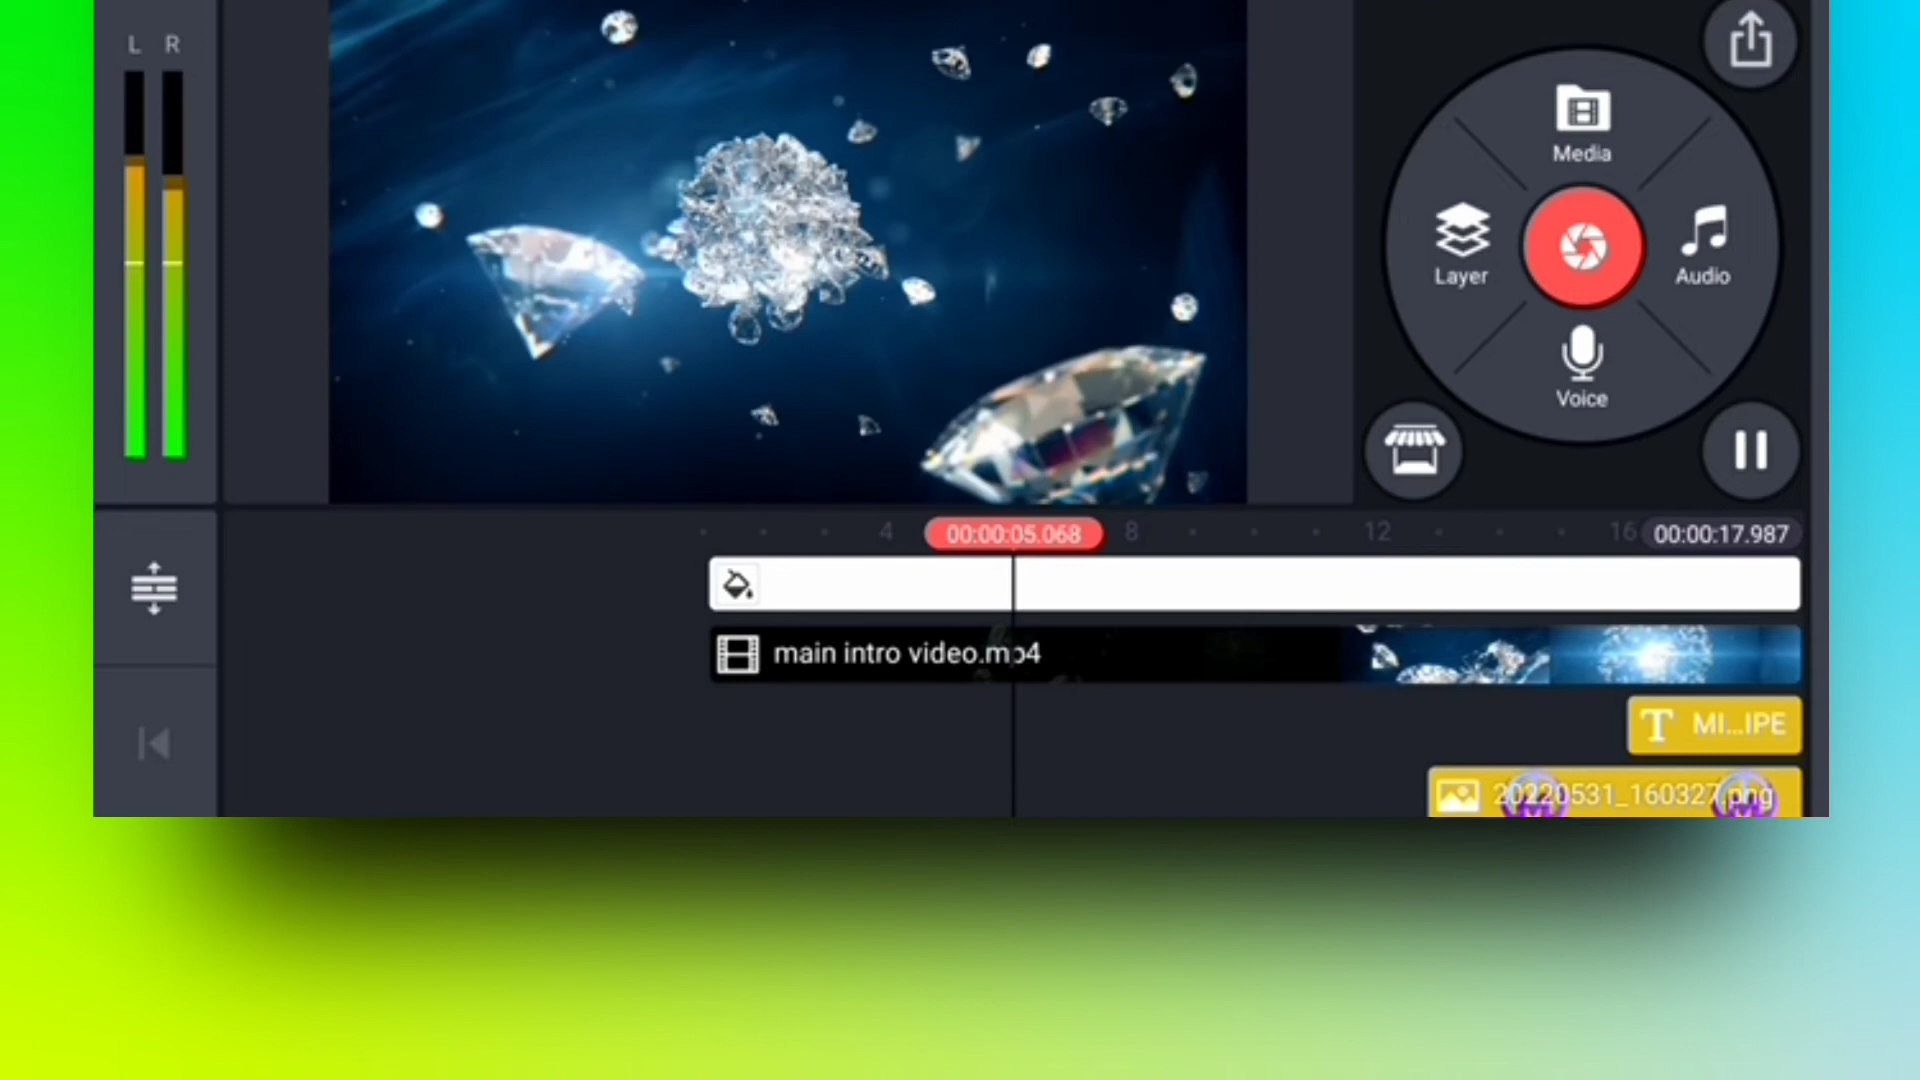 L R
Media
Layer
Audio
Voice
4
00:00:05.068
8
12
16
00:00:17.987
main intro video.mp4
T MI...IPE
20220531_160327.png